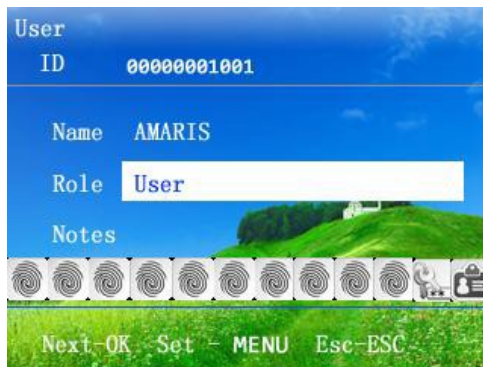 User
ID 00000001001
Name AMARIS
Role User
Notes
Next-OK Set - MENU Esc-ESC